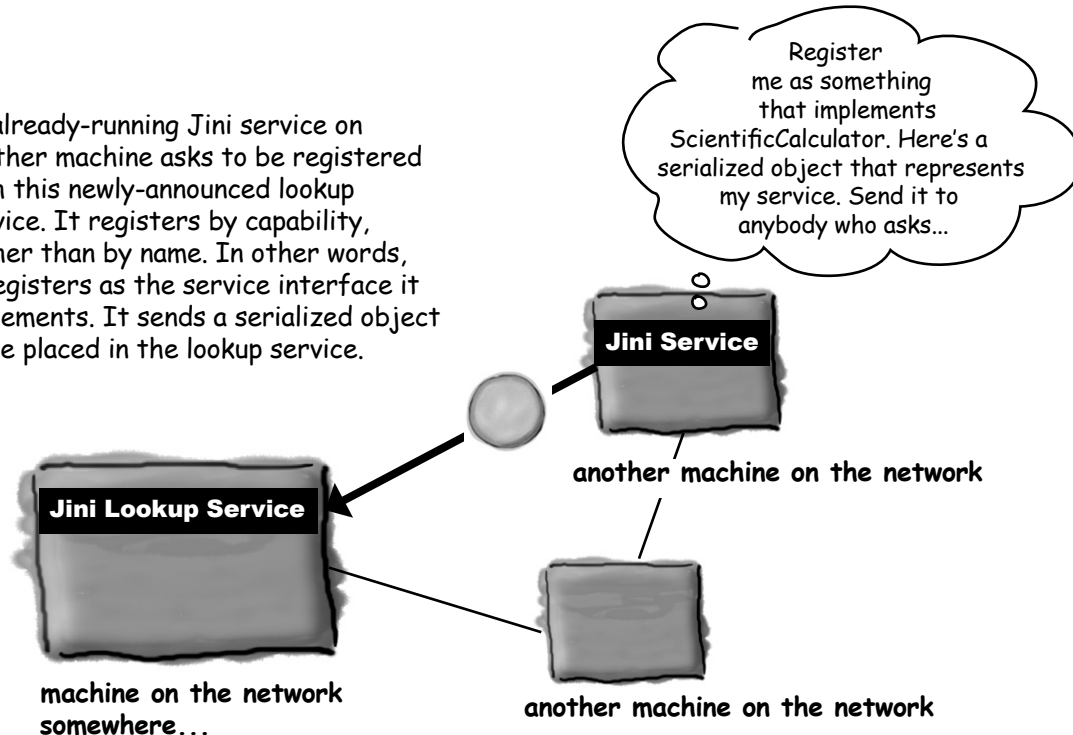 already-running Jini service on
ther machine asks to be registered
this newly-announced lookup
vice. It registers by capability,
her than by name. In other words,
egisters as the service interface it
lements. It sends a serialized object
e placed in the lookup service.
Register
me as something
that implements
ScientificCalculator. Here's a
serialized object that represents
my service. Send it to
anybody who asks...
Jini Service
another machine on the network
Jini Lookup Service
machine on the network
somewhere...
another machine on the network